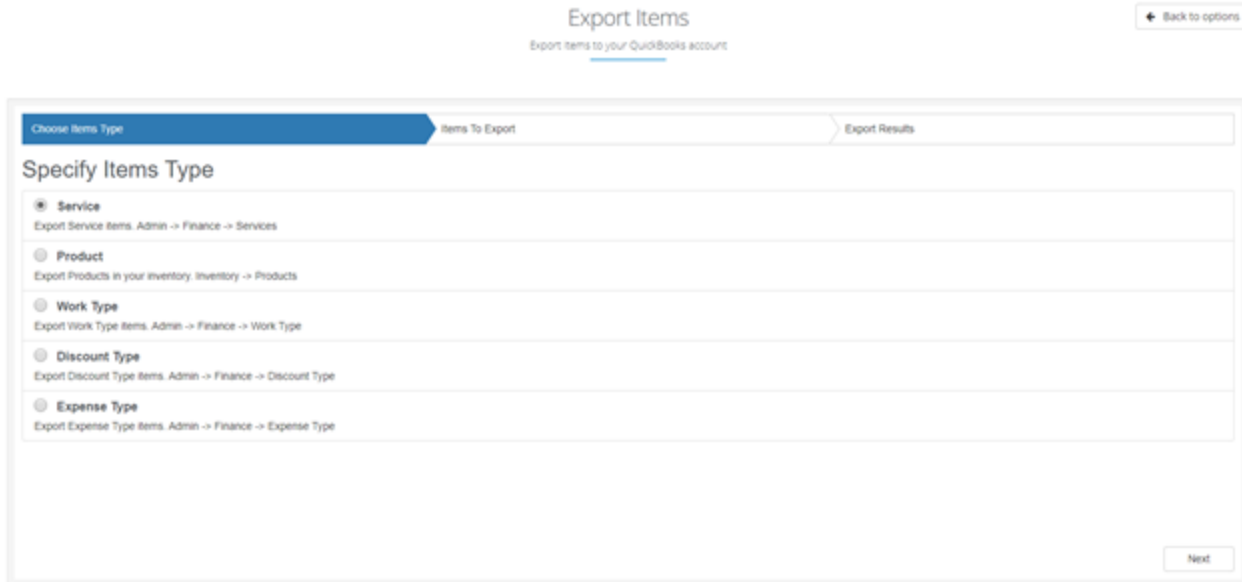 Export Items
Back to options
Export items to your QuickBooks account
Choose Items Type
Items To Export
Export Results
Specify Items Type
Service
Export Service items. Admin -> Finance -> Services
Product
Export Products in your inventory. Inventory -> Products
Work Type
Export Work Type items. Admin -> Finance -> Work Type
Discount Type
Export Discount Type items. Admin -> Finance -> Discount Type
Expense Type
Export Expense Type items. Admin -> Finance -> Expense Type
Next